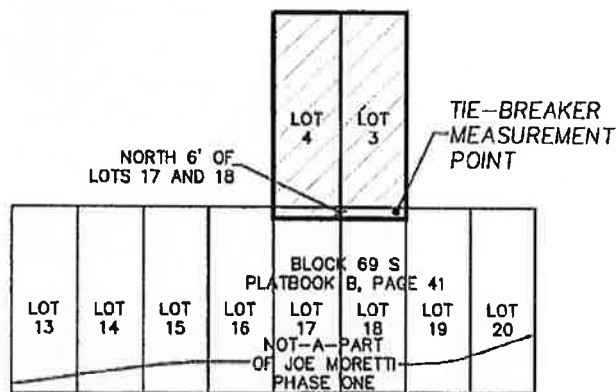 LOT
4
LOT
3
TIE-BREAKER
MEASUREMENT
POINT
NORTH 6' OF
LOTS 17 AND 18
BLOCK 69 S
PLATBOOK B, PAGE 41
LOT
13
LOT
14
LOT
15
LOT
16
LOT
17
LOT
18
LOT
19
LOT
20
NOT-A-PART
OF JOE MORETTI
PHASE ONE